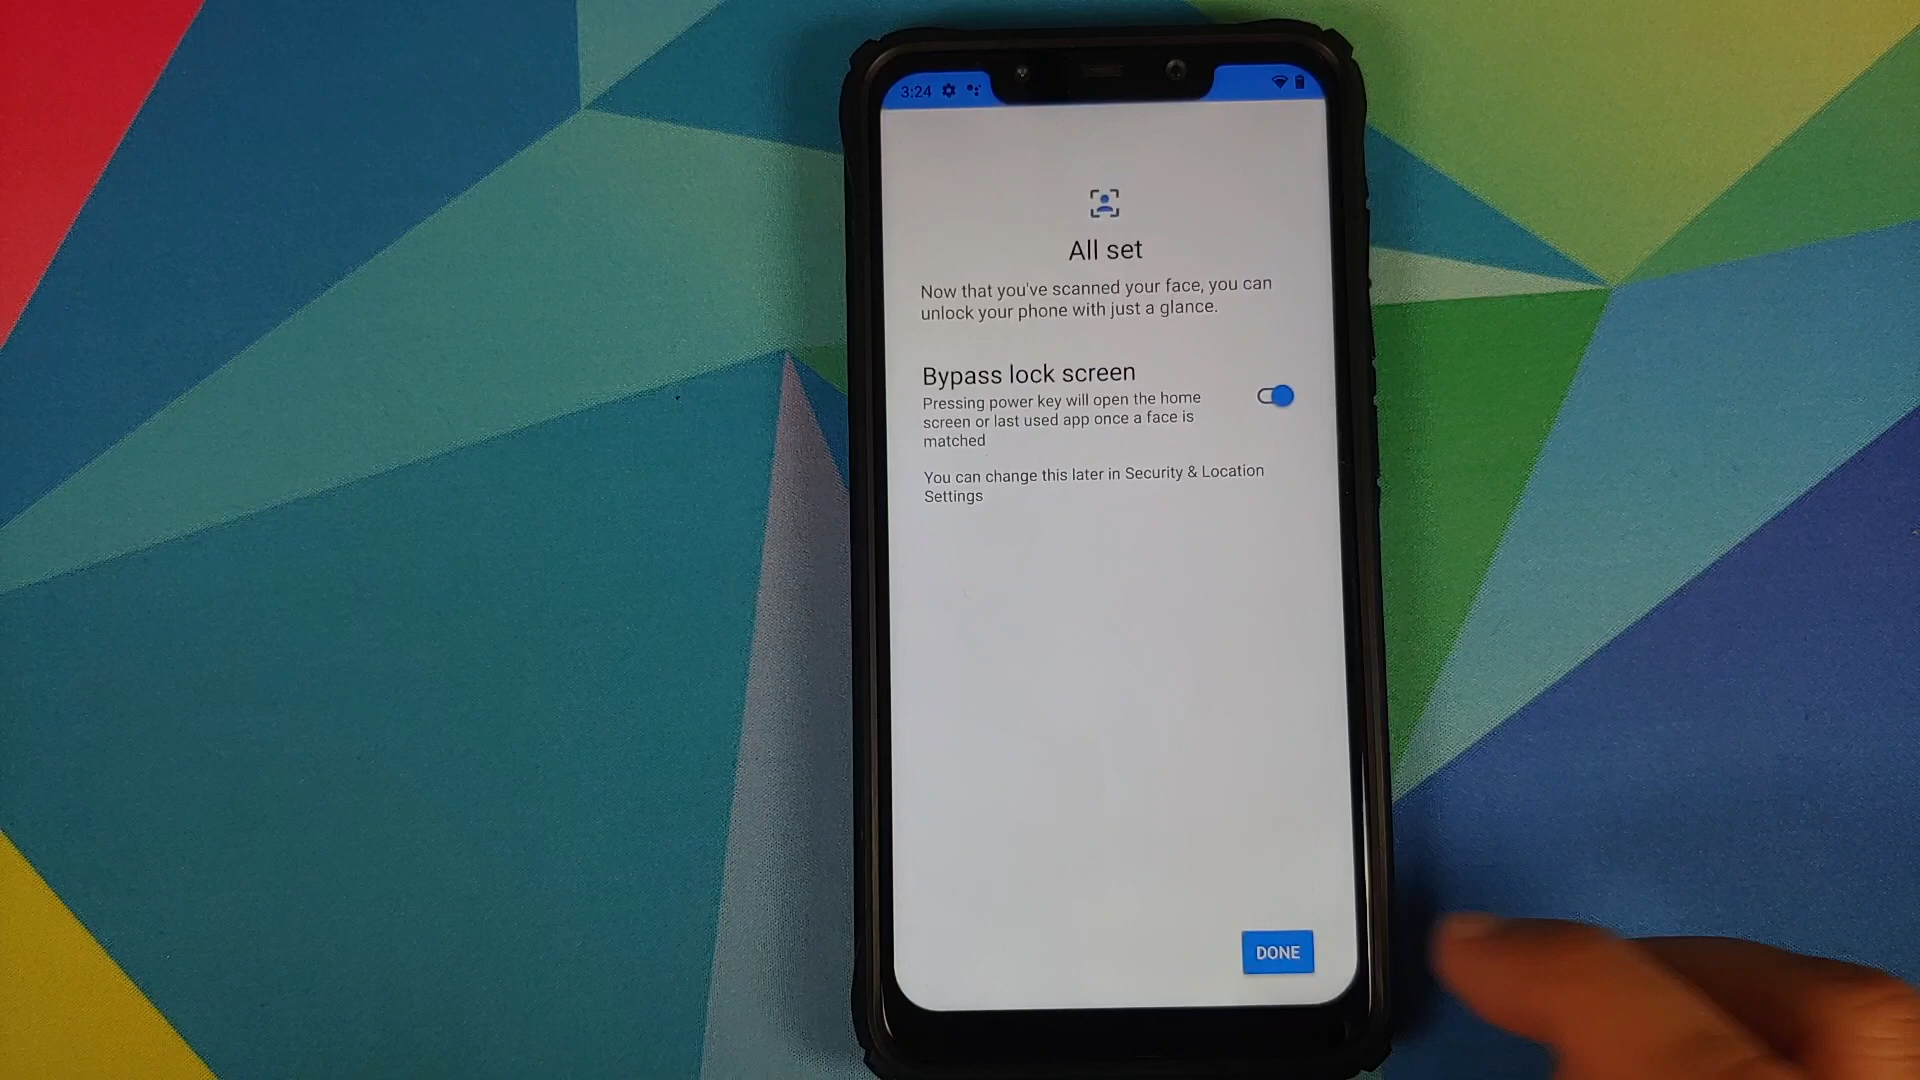 3:24
All set
Now that you've scanned your face, you can
unlock your phone with just a glance.
Bypass lock screen
Pressing power key will open the home
screen or last used app once a face is
matched
You can change this later in Security & Location
Settings
DONE